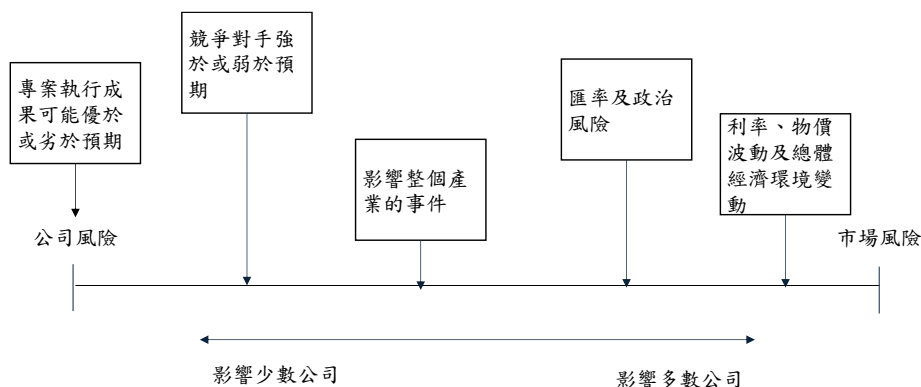 專案執行成
果可能優於
或劣於預期
競爭對手強
於或弱於預
期
影響整個產
業的事件
匯率及政治
風險
利率、物價
波動及總體
經濟環境變
動
公司風險
市場風險
影響少數公司
影響多數公司